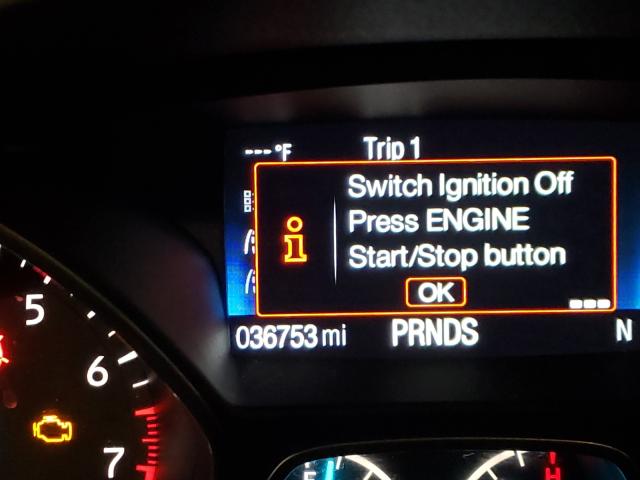 ---°F Trip 1
Switch Ignition Off
Press ENGINE
Start/Stop button
OK
036753 mi PRNDS N
5
6
7
F H